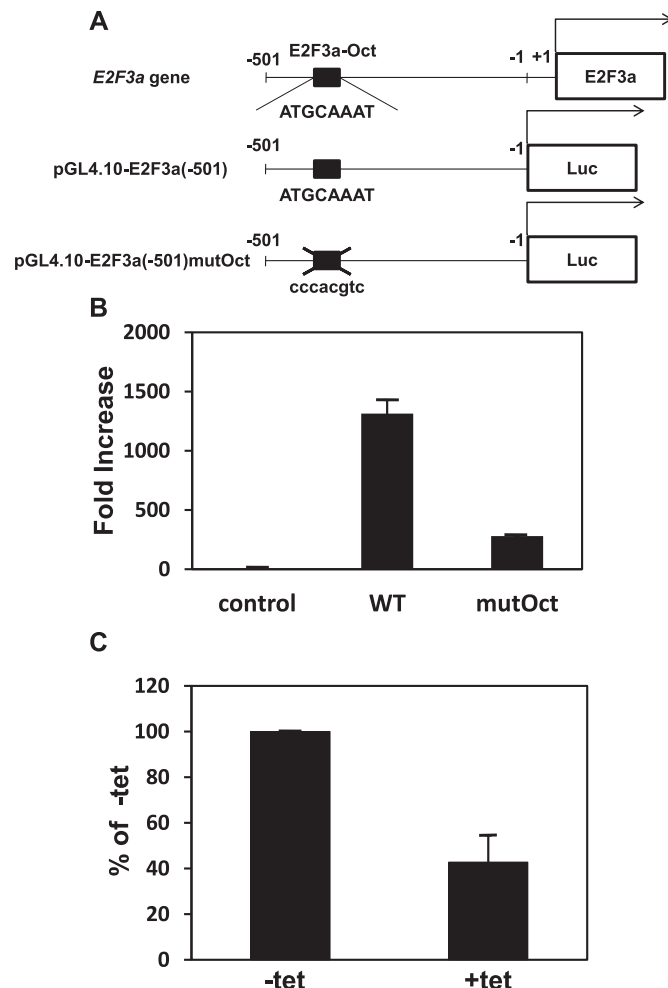 A
-501 E2F3a-Oct -1 +1
E2F3a gene E2F3a
ATGCAAAT
-501 -1
pGL4.10-E2F3a(-501) Luc
ATGCAAAT
-501 -1
pGL4.10-E2F3a(-501)mutOct Luc
cccacgtc
B
Fold Increase
2000
1500
1000
500
0
control WT mutOct
C
% of -tet
120
100
80
60
40
20
0
-tet +tet